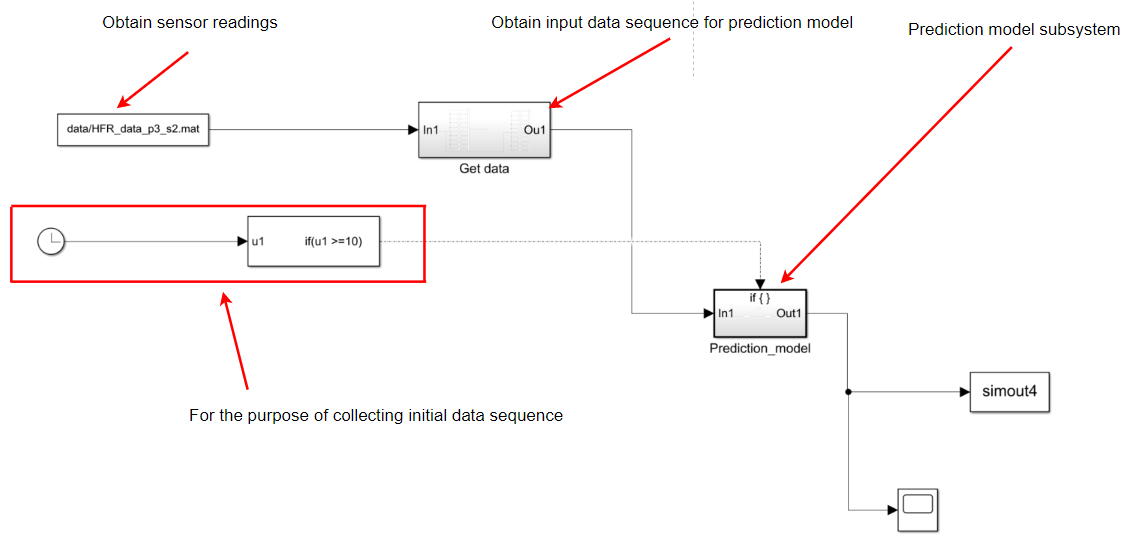 Obtain sensor readings
Obtain input data sequence for prediction model
Prediction model subsystem
data/HFR_data_p3_s2.mat
In1
Ou1
Get data
u1
if(u1 >=10)
if { }
In1
Out1
Prediction_model
simout4
For the purpose of collecting initial data sequence